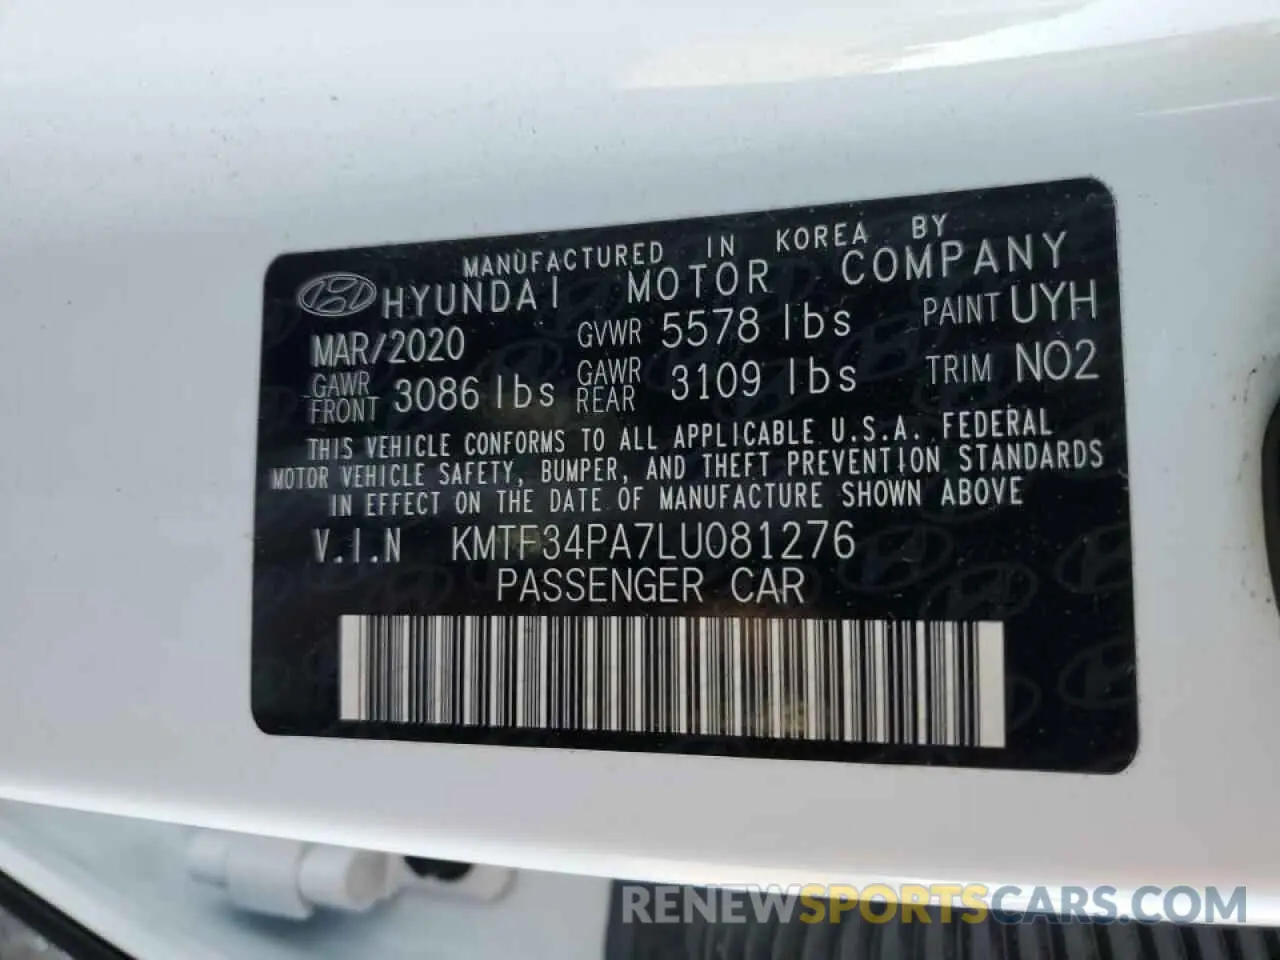 MANUFACTURED IN KOREA BY
HYUNDAI MOTOR COMPANY
MAR/2020 GVWR 5578 lbs PAINT UYH
GAWR FRONT 3086 lbs GAWR REAR 3109 lbs TRIM NO2
THIS VEHICLE CONFORMS TO ALL APPLICABLE U.S.A. FEDERAL
MOTOR VEHICLE SAFETY, BUMPER, AND THEFT PREVENTION STANDARDS
IN EFFECT ON THE DATE OF MANUFACTURE SHOWN ABOVE
V.I.N KMTF34PA7LU081276
PASSENGER CAR
RENEWSPORTSCARS.COM